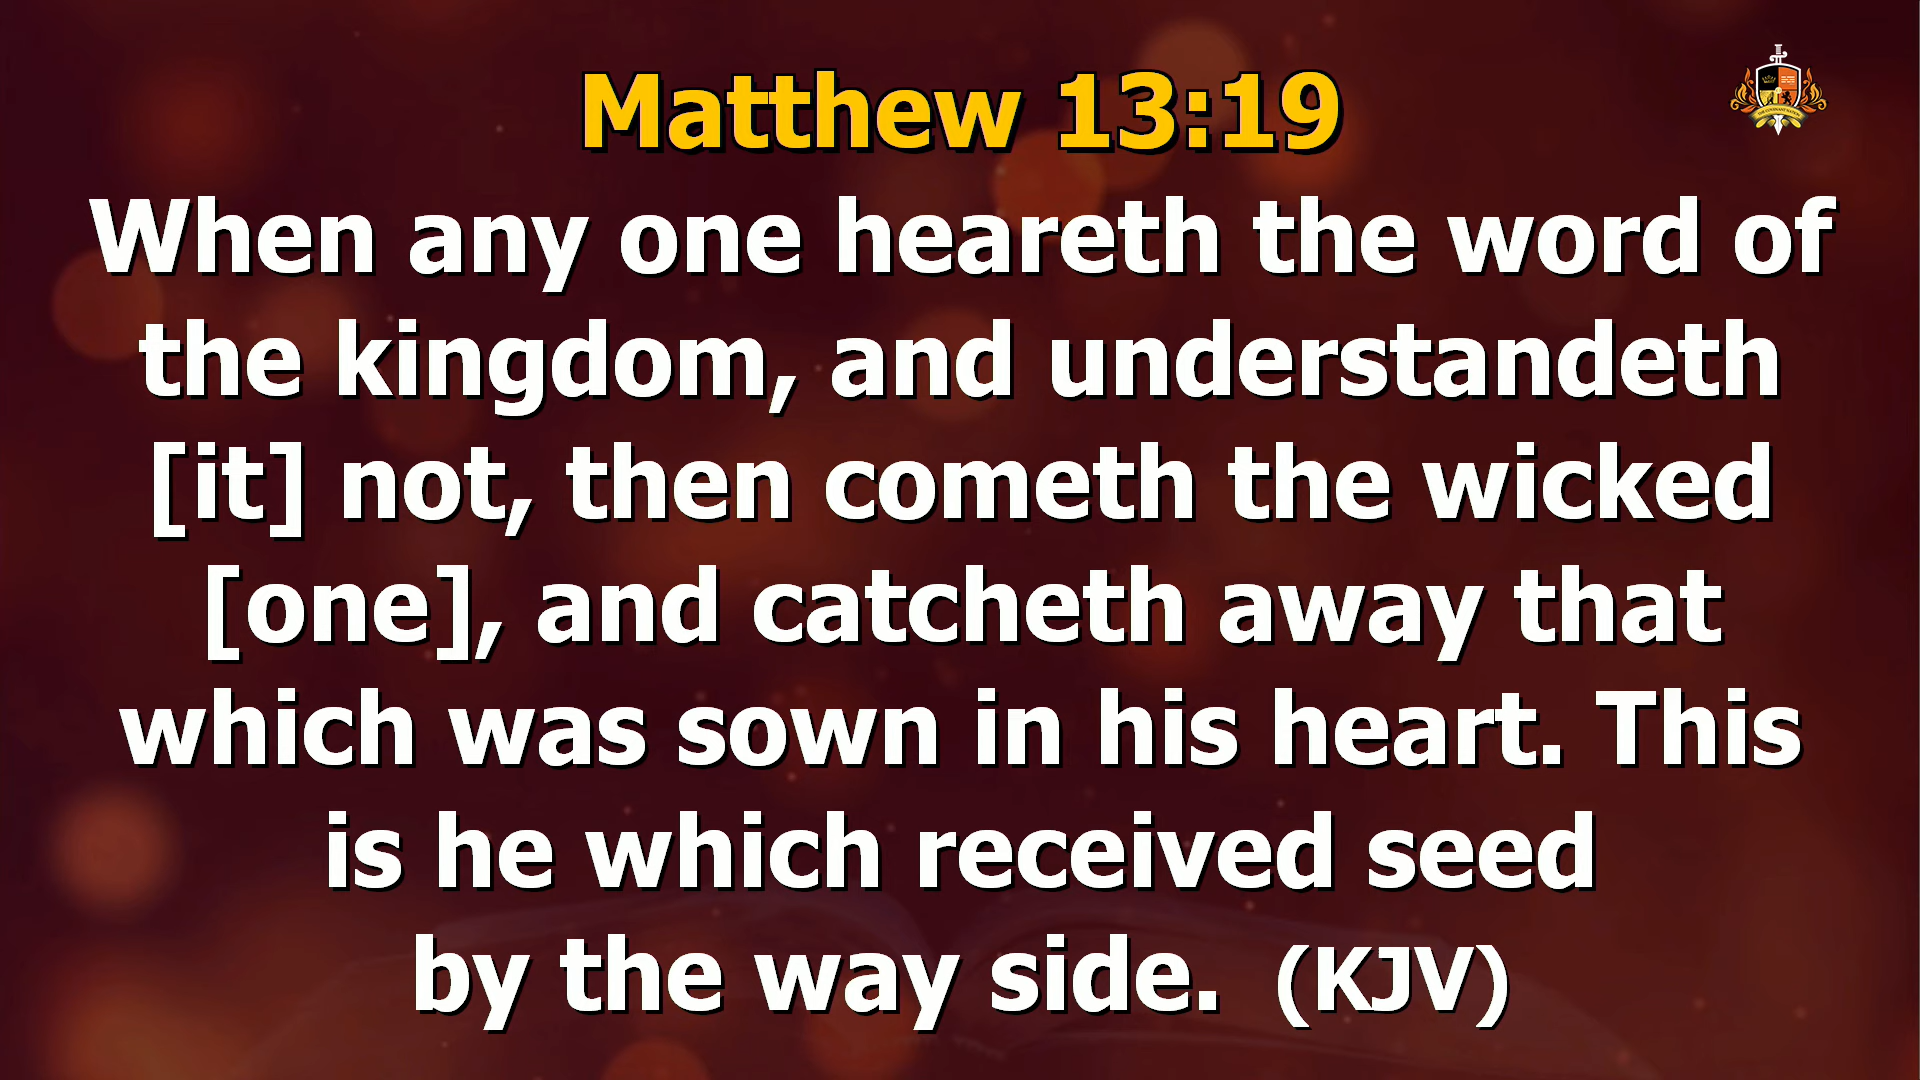 Matthew 13:19
When any one heareth the word of
the kingdom, and understandeth
[it] not, then cometh the wicked
[one], and catcheth away that
which was sown in his heart. This
is he which received seed
by the way side. (KJV)